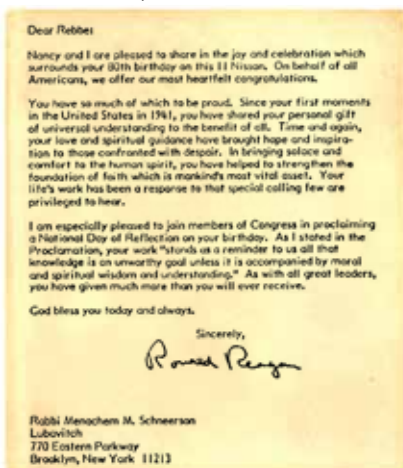 Dear Rebbe:
Nancy and I are pleased to share in the joy and celebration which
surrounds your 80th birthday on this 11 Nissan. On behalf of all
Americans, we offer our most heartfelt congratulations.
You have so much of which to be proud. Since your first moments
in the United States in 1941, you have shared your personal gift
of universal understanding to the benefit of all. Time and again,
your love and spiritual guidance have brought hope and inspira-
tion to those confronted with despair. In bringing solace and
comfort to the human spirit, you have helped to strengthen the
foundation of faith which is mankind's most vital asset. Your
life's work has been a response to that special calling few are
privileged to hear.
I am especially pleased to join members of Congress in proclaiming
a National Day of Reflection on your birthday. As I stated in the
Proclamation, your work "stands as a reminder to us all that
knowledge is an unworthy goal unless it is accompanied by moral
and spiritual wisdom and understanding." As with all great leaders,
you have given much more than you will ever receive.
God bless you today and always.
Sincerely,
Ronald Reagan
Rabbi Menachem M. Schneerson
Lubavitch
770 Eastern Parkway
Brooklyn, New York 11213